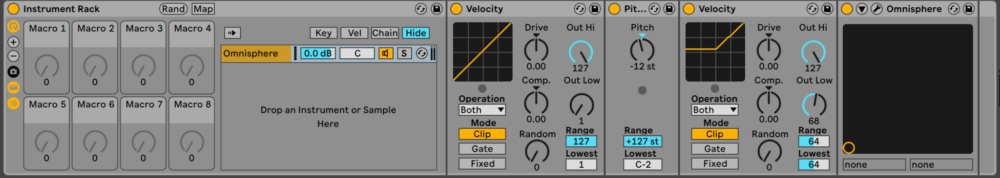 Instrument Rack Rand Map
Macro 1 Macro 2 Macro 3 Macro 4
0 0 0 0
Macro 5 Macro 6 Macro 7 Macro 8
0 0 0 0
Key Vel Chain Hide
Omnisphere 0.0 dB C S
Drop an Instrument or Sample
Here
Velocity
Drive Out Hi
0.00 127
Comp. Out Low
0.00 1
Operation
Both
Mode
Clip
Gate
Fixed
Random
0
Range
127
Lowest
1
Pit...
Pitch
-12 st
Range
+127 st
Lowest
C-2
Velocity
Drive Out Hi
0.00 127
Comp. Out Low
0.00 68
Operation
Both
Mode
Clip
Gate
Fixed
Random
0
Range
64
Lowest
64
Omnisphere
none none